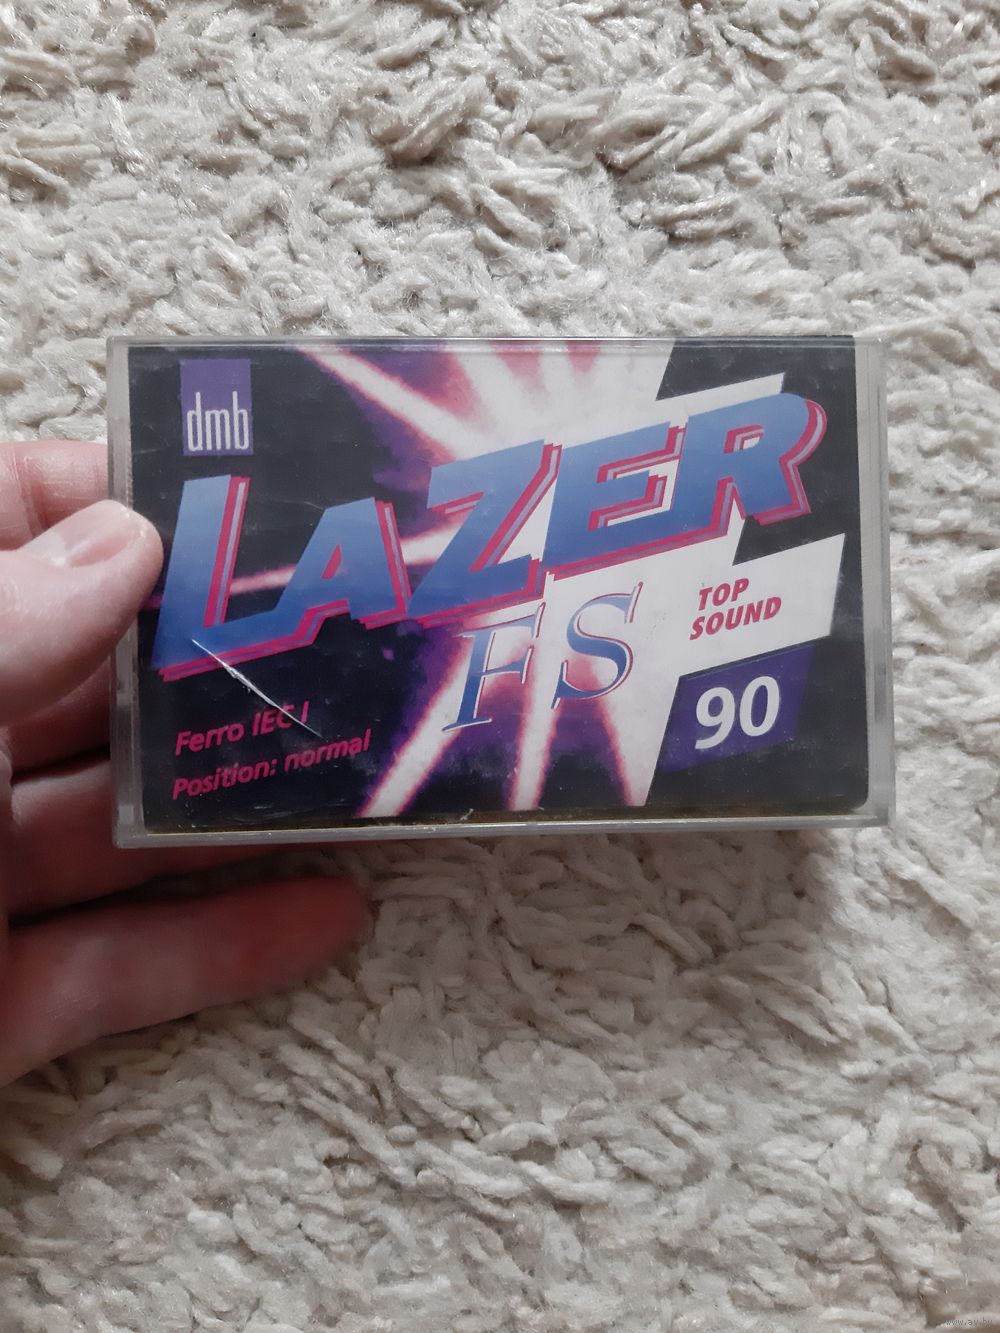 dmb
LAZER
FS
TOP
SOUND
90
Ferro IEC I
Position: normal